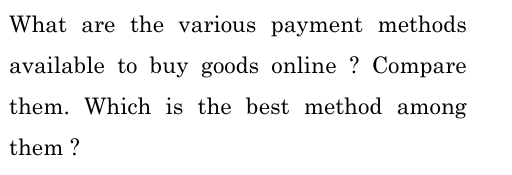 What are the various payment methods
available to buy goods online ? Compare
them. Which is the best method among
them ?